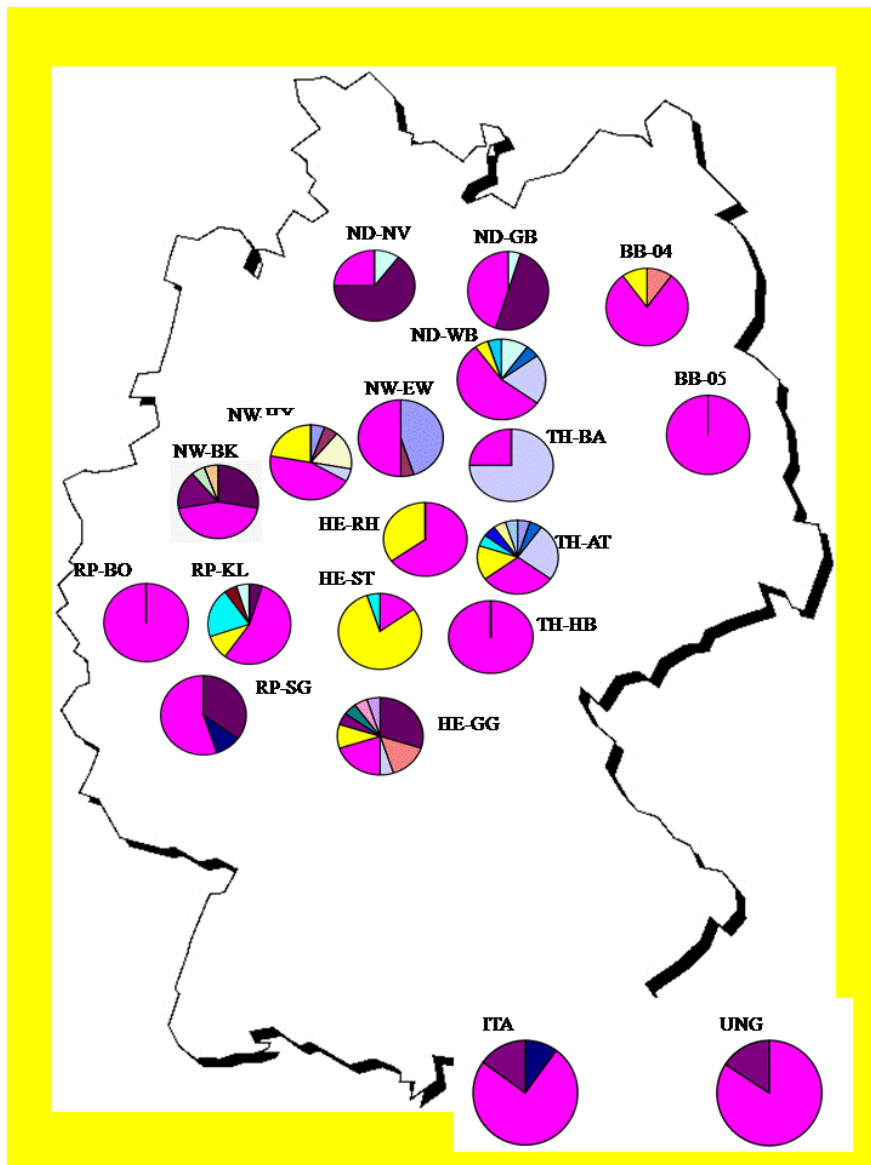 ND-NV
ND-GB
BB-04
ND-WB
BB-05
NW-EW
TH-BA
NW-BK
HE-RH
TH-AT
RP-BO
RP-KL
HE-ST
TH-HB
RP-SG
HE-GG
ITA
UNG